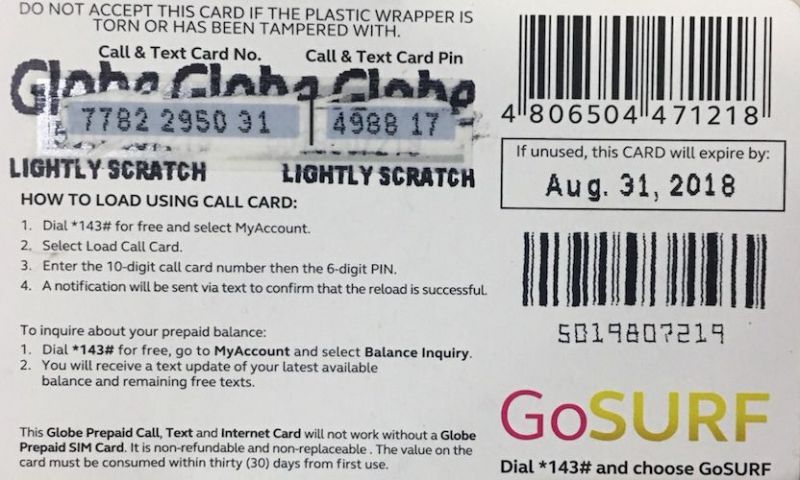 DO NOT ACCEPT THIS CARD IF THE PLASTIC WRAPPER IS
TORN OR HAS BEEN TAMPERED WITH.
Call & Text Card No.
Call & Text Card Pin
Globe Globe Globe
7782 2950 31
4988 17
LIGHTLY SCRATCH
LIGHTLY SCRATCH
HOW TO LOAD USING CALL CARD:
1. Dial *143# for free and select MyAccount.
2. Select Load Call Card.
3. Enter the 10-digit call card number then the 6-digit PIN.
4. A notification will be sent via text to confirm that the reload is successful.
To inquire about your prepaid balance:
1. Dial *143# for free, go to MyAccount and select Balance Inquiry.
2. You will receive a text update of your latest available
balance and remaining free texts.
This Globe Prepaid Call, Text and Internet Card will not work without a Globe
Prepaid SIM Card. It is non-refundable and non-replaceable . The value on the
card must be consumed within thirty (30) days from first use.
4 806504 471218
If unused, this CARD will expire by:
Aug. 31, 2018
5019807219
GoSURF
Dial *143# and choose GoSURF